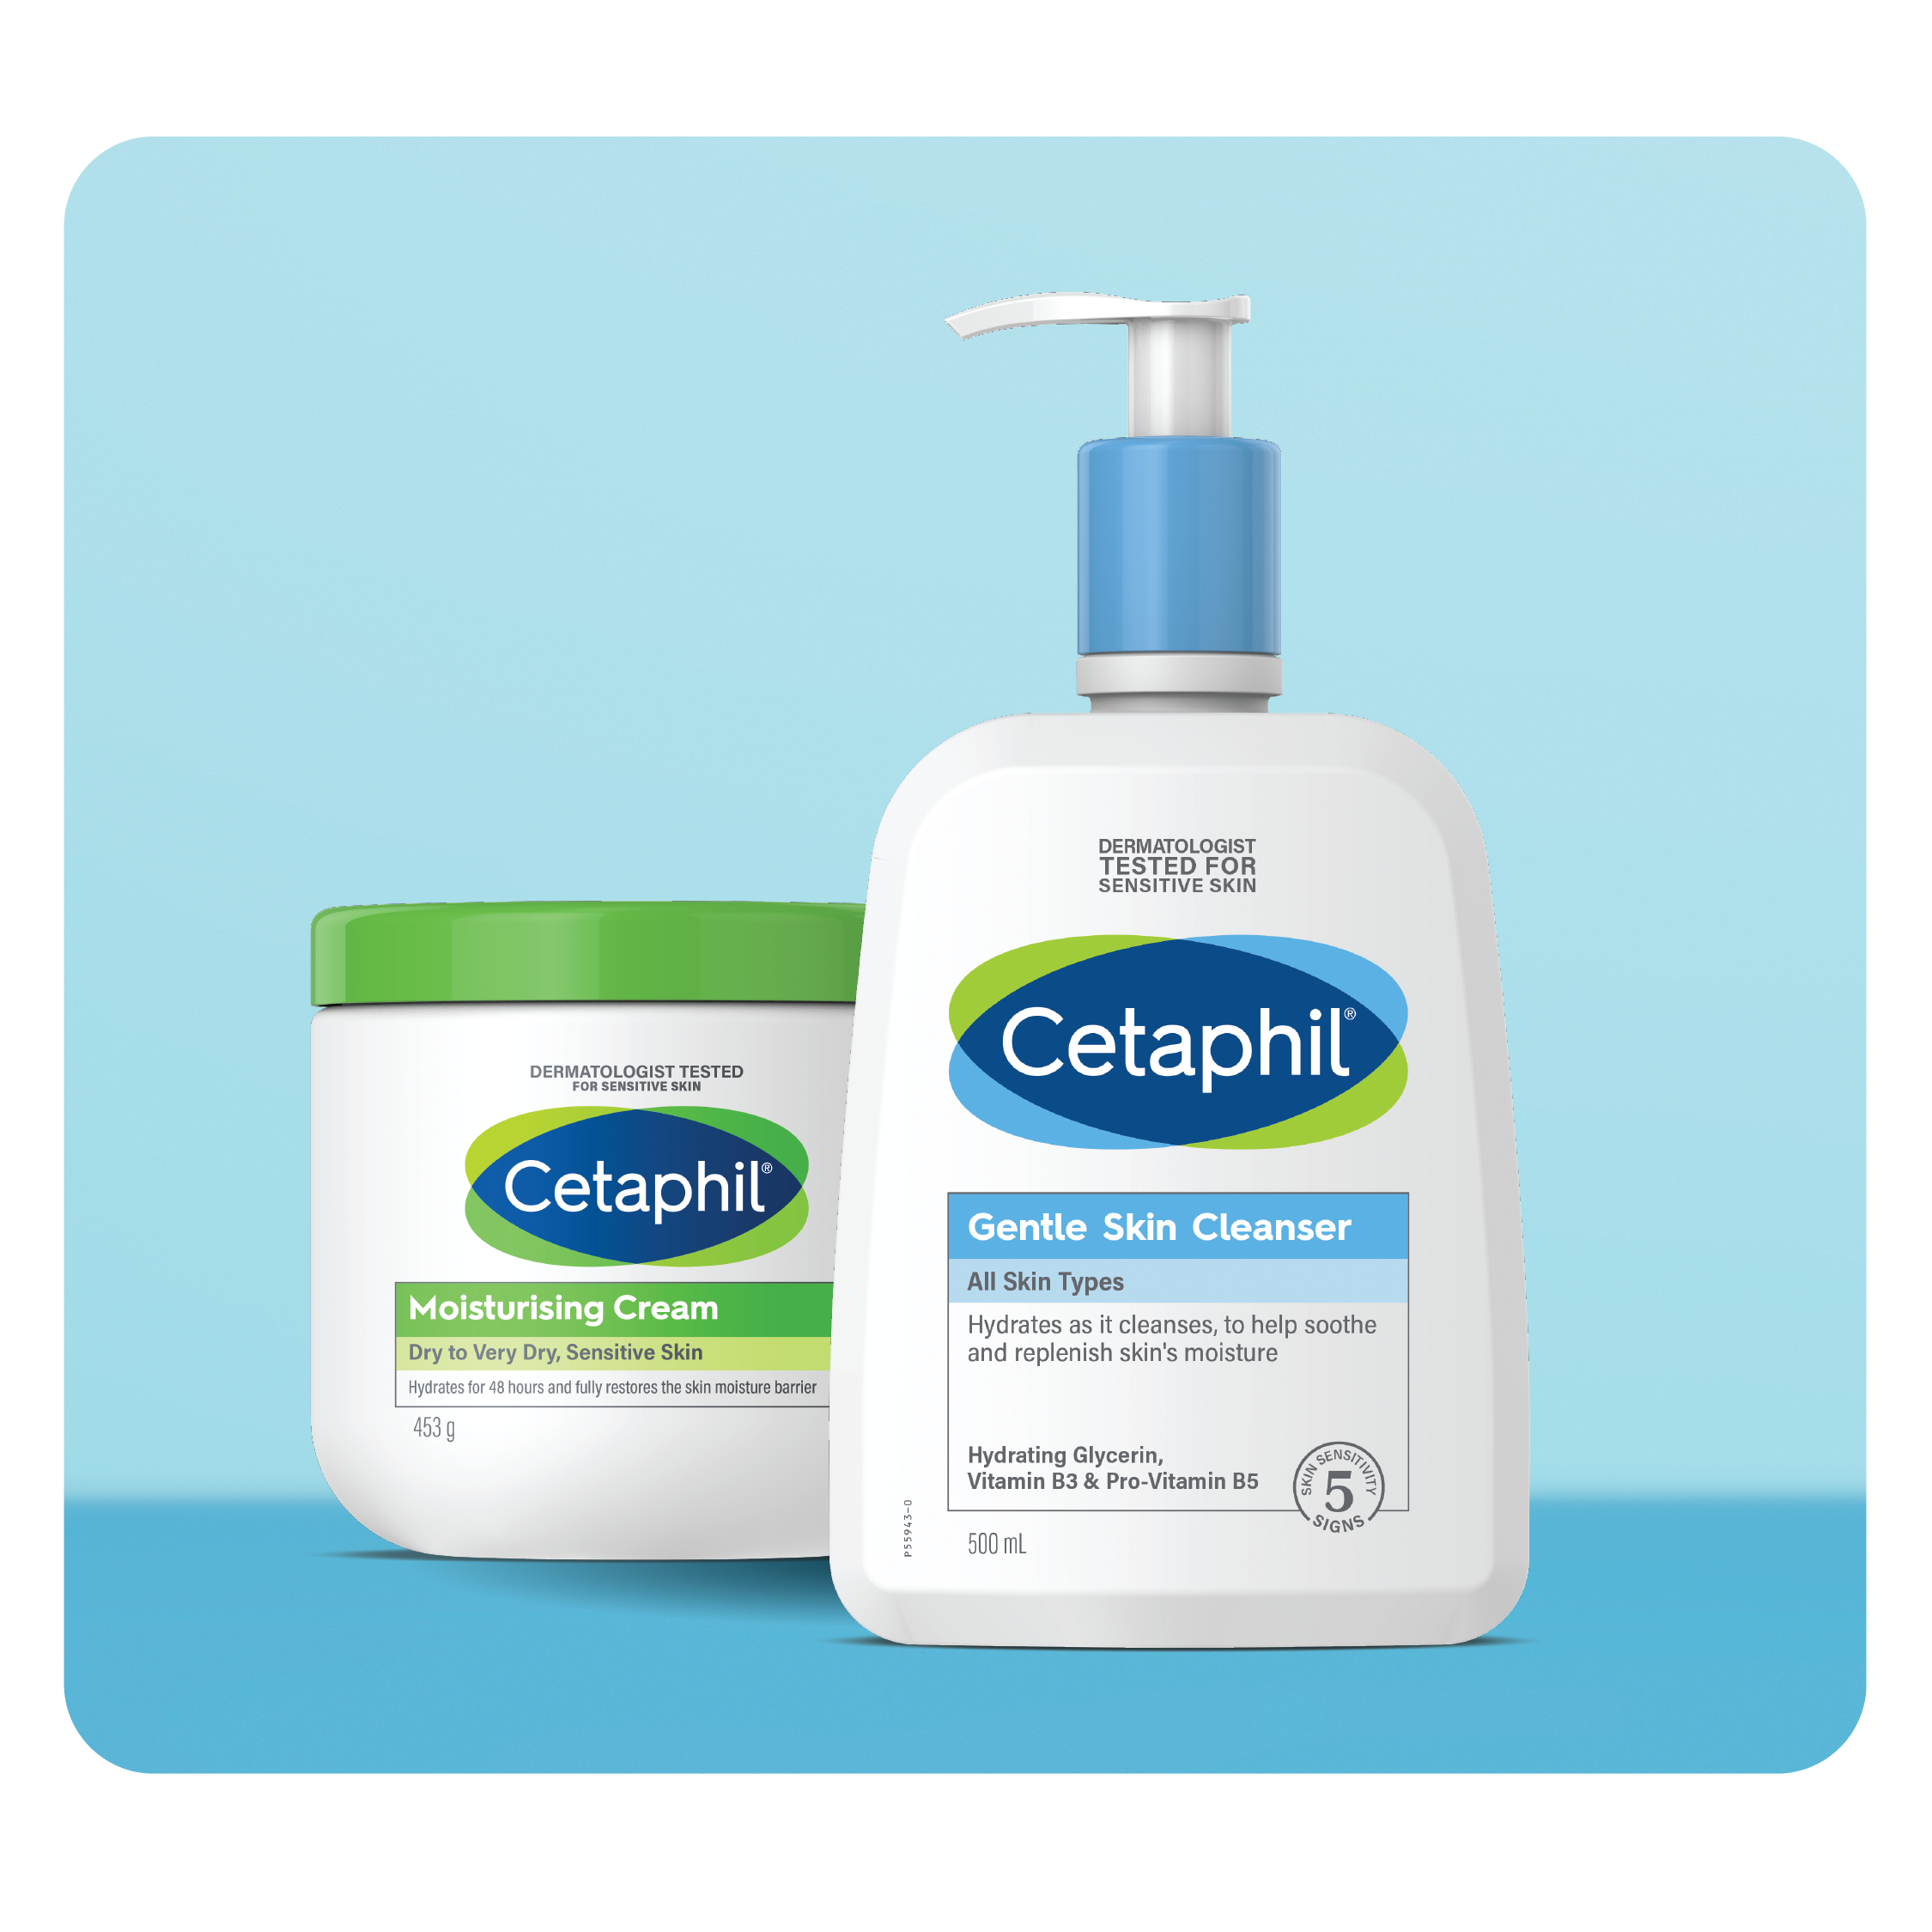 DERMATOLOGIST TESTED
FOR SENSITIVE SKIN
Cetaphil®
Moisturising Cream
Dry to Very Dry, Sensitive Skin
Hydrates for 48 hours and fully restores the skin moisture barrier
453 g
DERMATOLOGIST
TESTED FOR
SENSITIVE SKIN
Cetaphil®
Gentle Skin Cleanser
All Skin Types
Hydrates as it cleanses, to help soothe
and replenish skin's moisture
Hydrating Glycerin,
Vitamin B3 & Pro-Vitamin B5
SKIN SENSITIVITY
5
SIGNS
500 mL
P55943-0